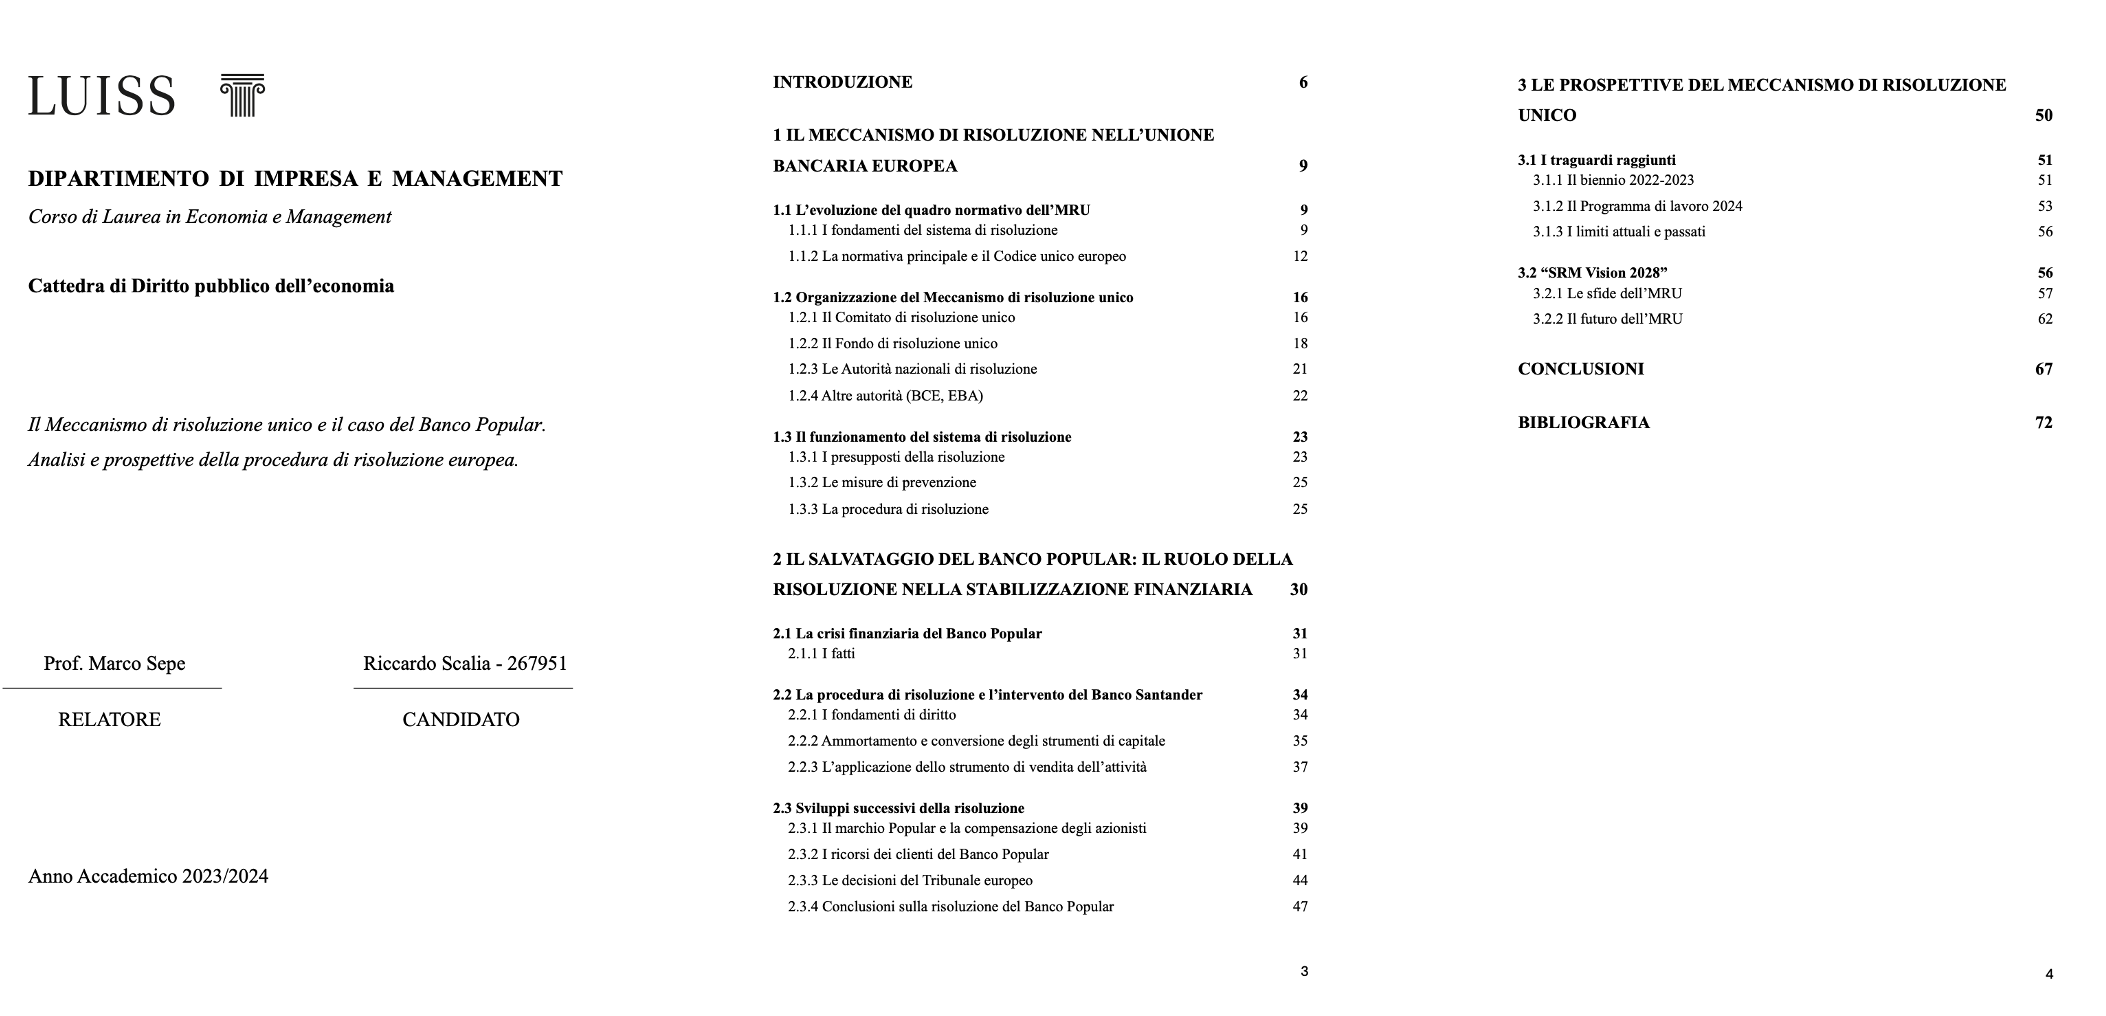 LUISS
DIPARTIMENTO DI IMPRESA E MANAGEMENT
Corso di Laurea in Economia e Management
Cattedra di Diritto pubblico dell’economia
Il Meccanismo di risoluzione unico e il caso del Banco Popular.
Analisi e prospettive della procedura di risoluzione europea.
Prof. Marco Sepe
Riccardo Scalia - 267951
RELATORE
CANDIDATO
Anno Accademico 2023/2024
INTRODUZIONE 6
1 IL MECCANISMO DI RISOLUZIONE NELL’UNIONE
BANCARIA EUROPEA 9
1.1 L’evoluzione del quadro normativo dell’MRU 9
1.1.1 I fondamenti del sistema di risoluzione 9
1.1.2 La normativa principale e il Codice unico europeo 12
1.2 Organizzazione del Meccanismo di risoluzione unico 16
1.2.1 Il Comitato di risoluzione unico 16
1.2.2 Il Fondo di risoluzione unico 18
1.2.3 Le Autorità nazionali di risoluzione 21
1.2.4 Altre autorità (BCE, EBA) 22
1.3 Il funzionamento del sistema di risoluzione 23
1.3.1 I presupposti della risoluzione 23
1.3.2 Le misure di prevenzione 25
1.3.3 La procedura di risoluzione 25
2 IL SALVATAGGIO DEL BANCO POPULAR: IL RUOLO DELLA
RISOLUZIONE NELLA STABILIZZAZIONE FINANZIARIA 30
2.1 La crisi finanziaria del Banco Popular 31
2.1.1 I fatti 31
2.2 La procedura di risoluzione e l’intervento del Banco Santander 34
2.2.1 I fondamenti di diritto 34
2.2.2 Ammortamento e conversione degli strumenti di capitale 35
2.2.3 L’applicazione dello strumento di vendita dell’attività 37
2.3 Sviluppi successivi della risoluzione 39
2.3.1 Il marchio Popular e la compensazione degli azionisti 39
2.3.2 I ricorsi dei clienti del Banco Popular 41
2.3.3 Le decisioni del Tribunale europeo 44
2.3.4 Conclusioni sulla risoluzione del Banco Popular 47
3
3 LE PROSPETTIVE DEL MECCANISMO DI RISOLUZIONE
UNICO 50
3.1 I traguardi raggiunti 51
3.1.1 Il biennio 2022-2023 51
3.1.2 Il Programma di lavoro 2024 53
3.1.3 I limiti attuali e passati 56
3.2 “SRM Vision 2028” 56
3.2.1 Le sfide dell’MRU 57
3.2.2 Il futuro dell’MRU 62
CONCLUSIONI 67
BIBLIOGRAFIA 72
4